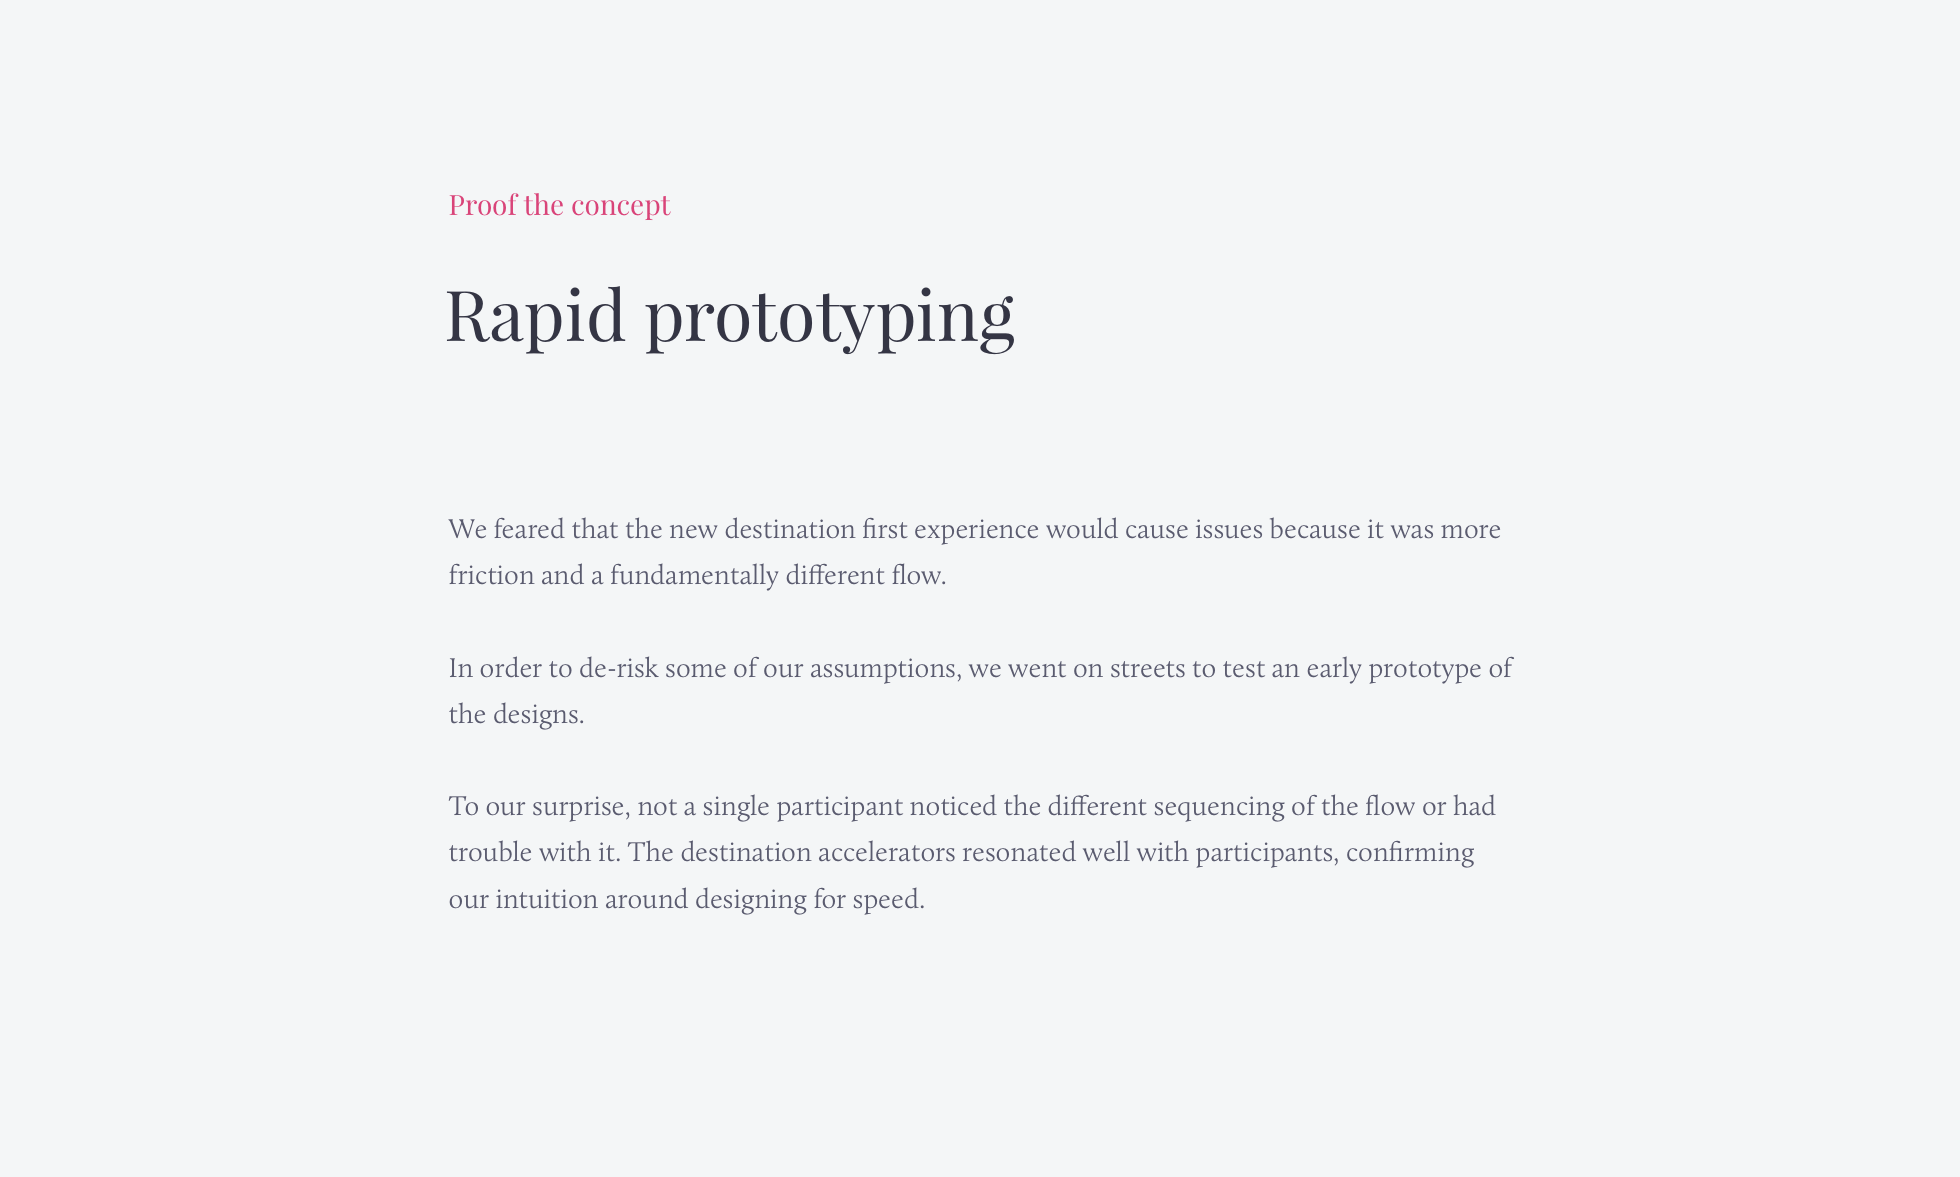 Proof the concept
Rapid prototyping
We feared that the new destination first experience would cause issues because it was more
friction and a fundamentally different flow.
In order to de-risk some of our assumptions, we went on streets to test an early prototype of
the designs.
To our surprise, not a single participant noticed the different sequencing of the flow or had
trouble with it. The destination accelerators resonated well with participants, confirming
our intuition around designing for speed.